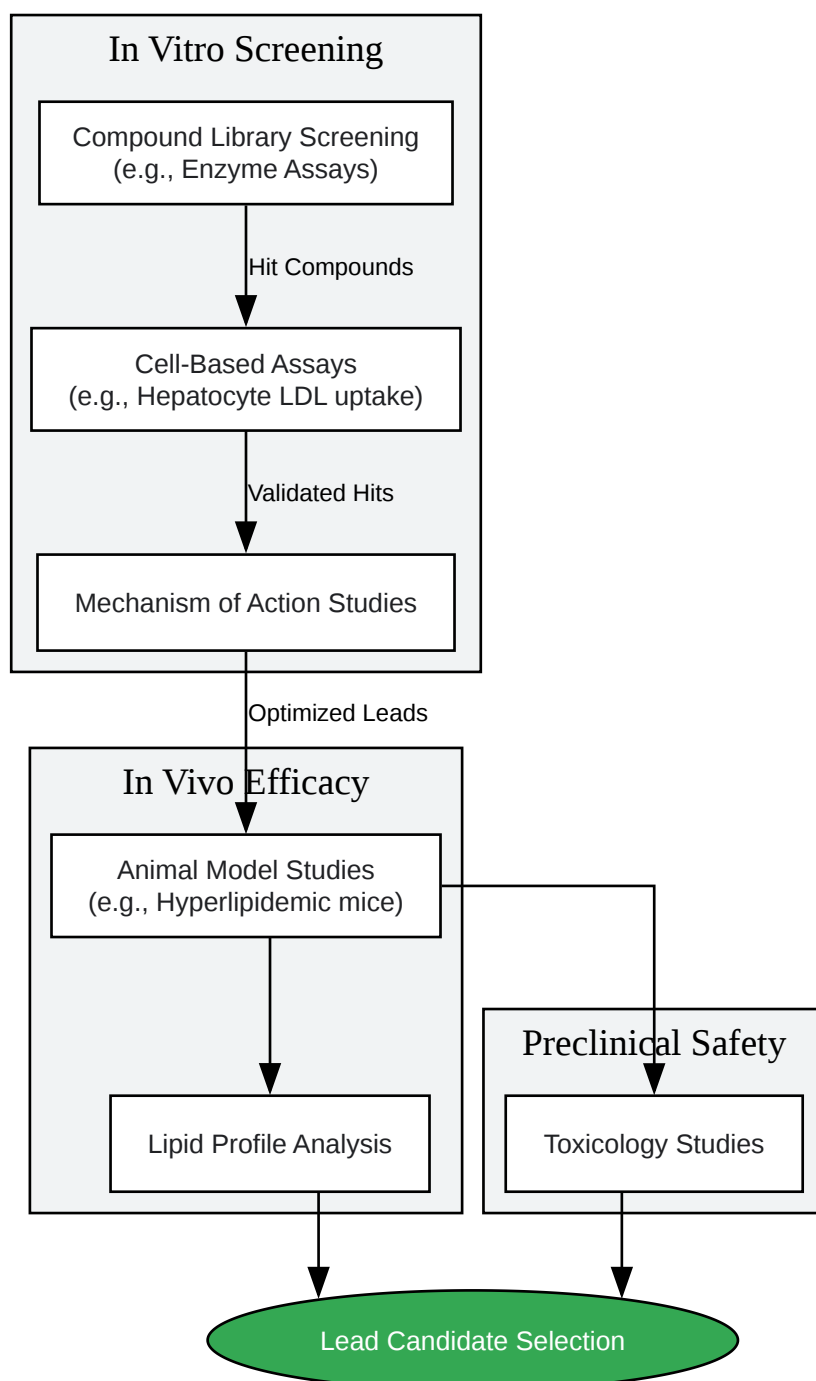 In Vitro Screening
Compound Library Screening
(e.g., Enzyme Assays)
Hit Compounds
Cell-Based Assays
(e.g., Hepatocyte LDL uptake)
Validated Hits
Mechanism of Action Studies
Optimized Leads
In Vivo Efficacy
Animal Model Studies
(e.g., Hyperlipidemic mice)
Preclinical Safety
Lipid Profile Analysis
Toxicology Studies
Lead Candidate Selection